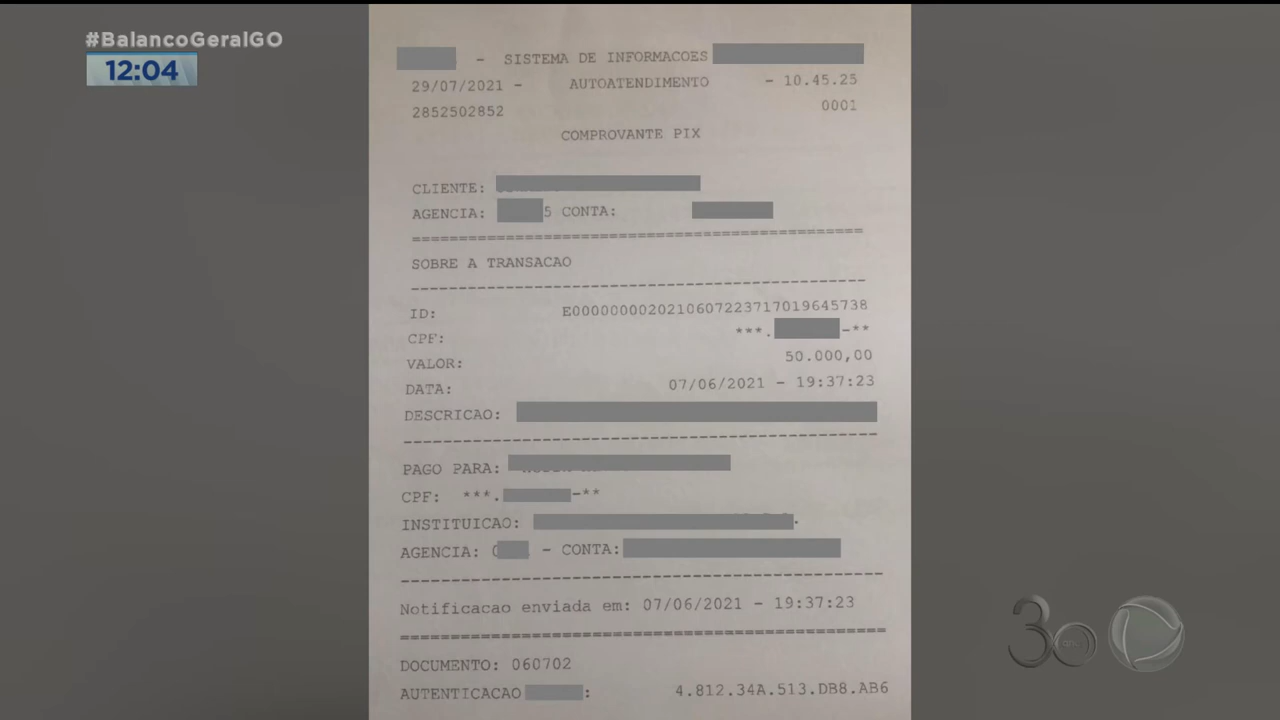 #BalancoGeralGO
12:04
- SISTEMA DE INFORMACOES
29/07/2021 - AUTOATENDIMENTO - 10.45.25
2852502852 0001
COMPROVANTE PIX
CLIENTE:
AGENCIA: 5 CONTA:
=================================================
SOBRE A TRANSACAO
-------------------------------------------------
ID: E0000000020210607223717019645738
CPF: ***. -**
VALOR: 50.000,00
DATA: 07/06/2021 - 19:37:23
DESCRICAO:
-------------------------------------------------
PAGO PARA:
CPF: ***. -**
INSTITUICAO: .
AGENCIA: - CONTA:
-------------------------------------------------
Notificacao enviada em: 07/06/2021 - 19:37:23
=================================================
DOCUMENTO: 060702
AUTENTICACAO : 4.812.34A.513.DB8.AB6
30
anos